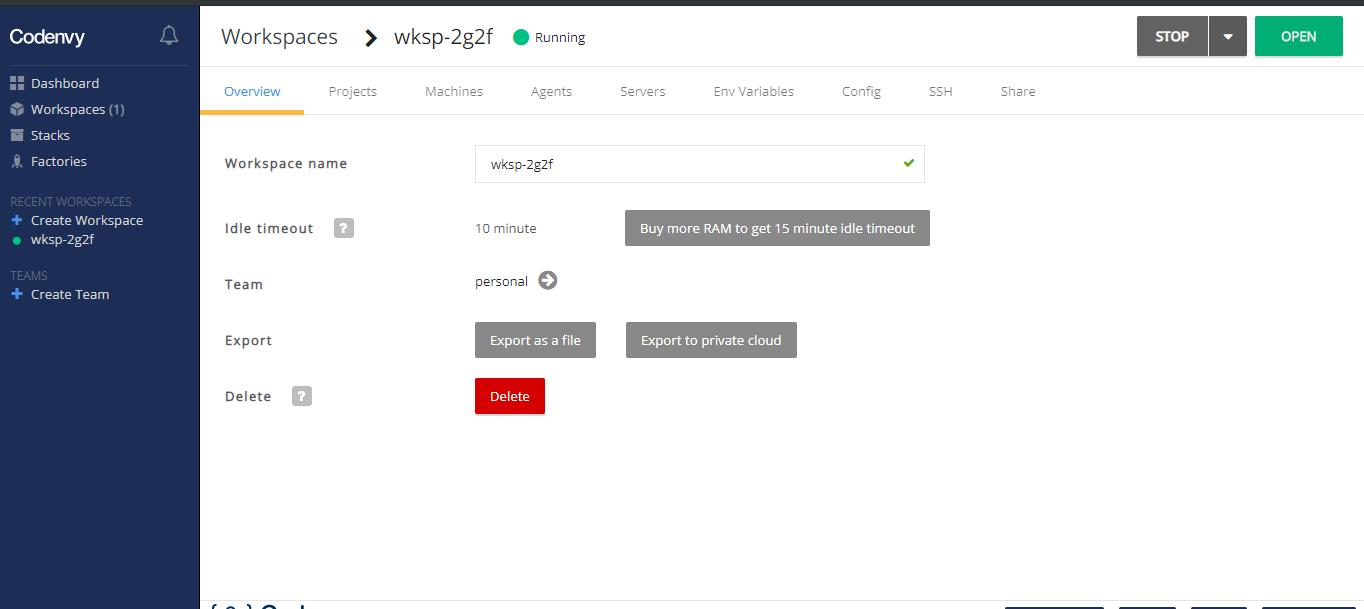 Codenvy
Dashboard
Workspaces (1)
Stacks
Factories
RECENT WORKSPACES
Create Workspace
wksp-2g2f
TEAMS
Create Team
Workspaces wksp-2g2f Running
STOP OPEN
Overview Projects Machines Agents Servers Env Variables Config SSH Share
Workspace name wksp-2g2f
Idle timeout ? 10 minute Buy more RAM to get 15 minute idle timeout
Team personal
Export Export as a file Export to private cloud
Delete ? Delete